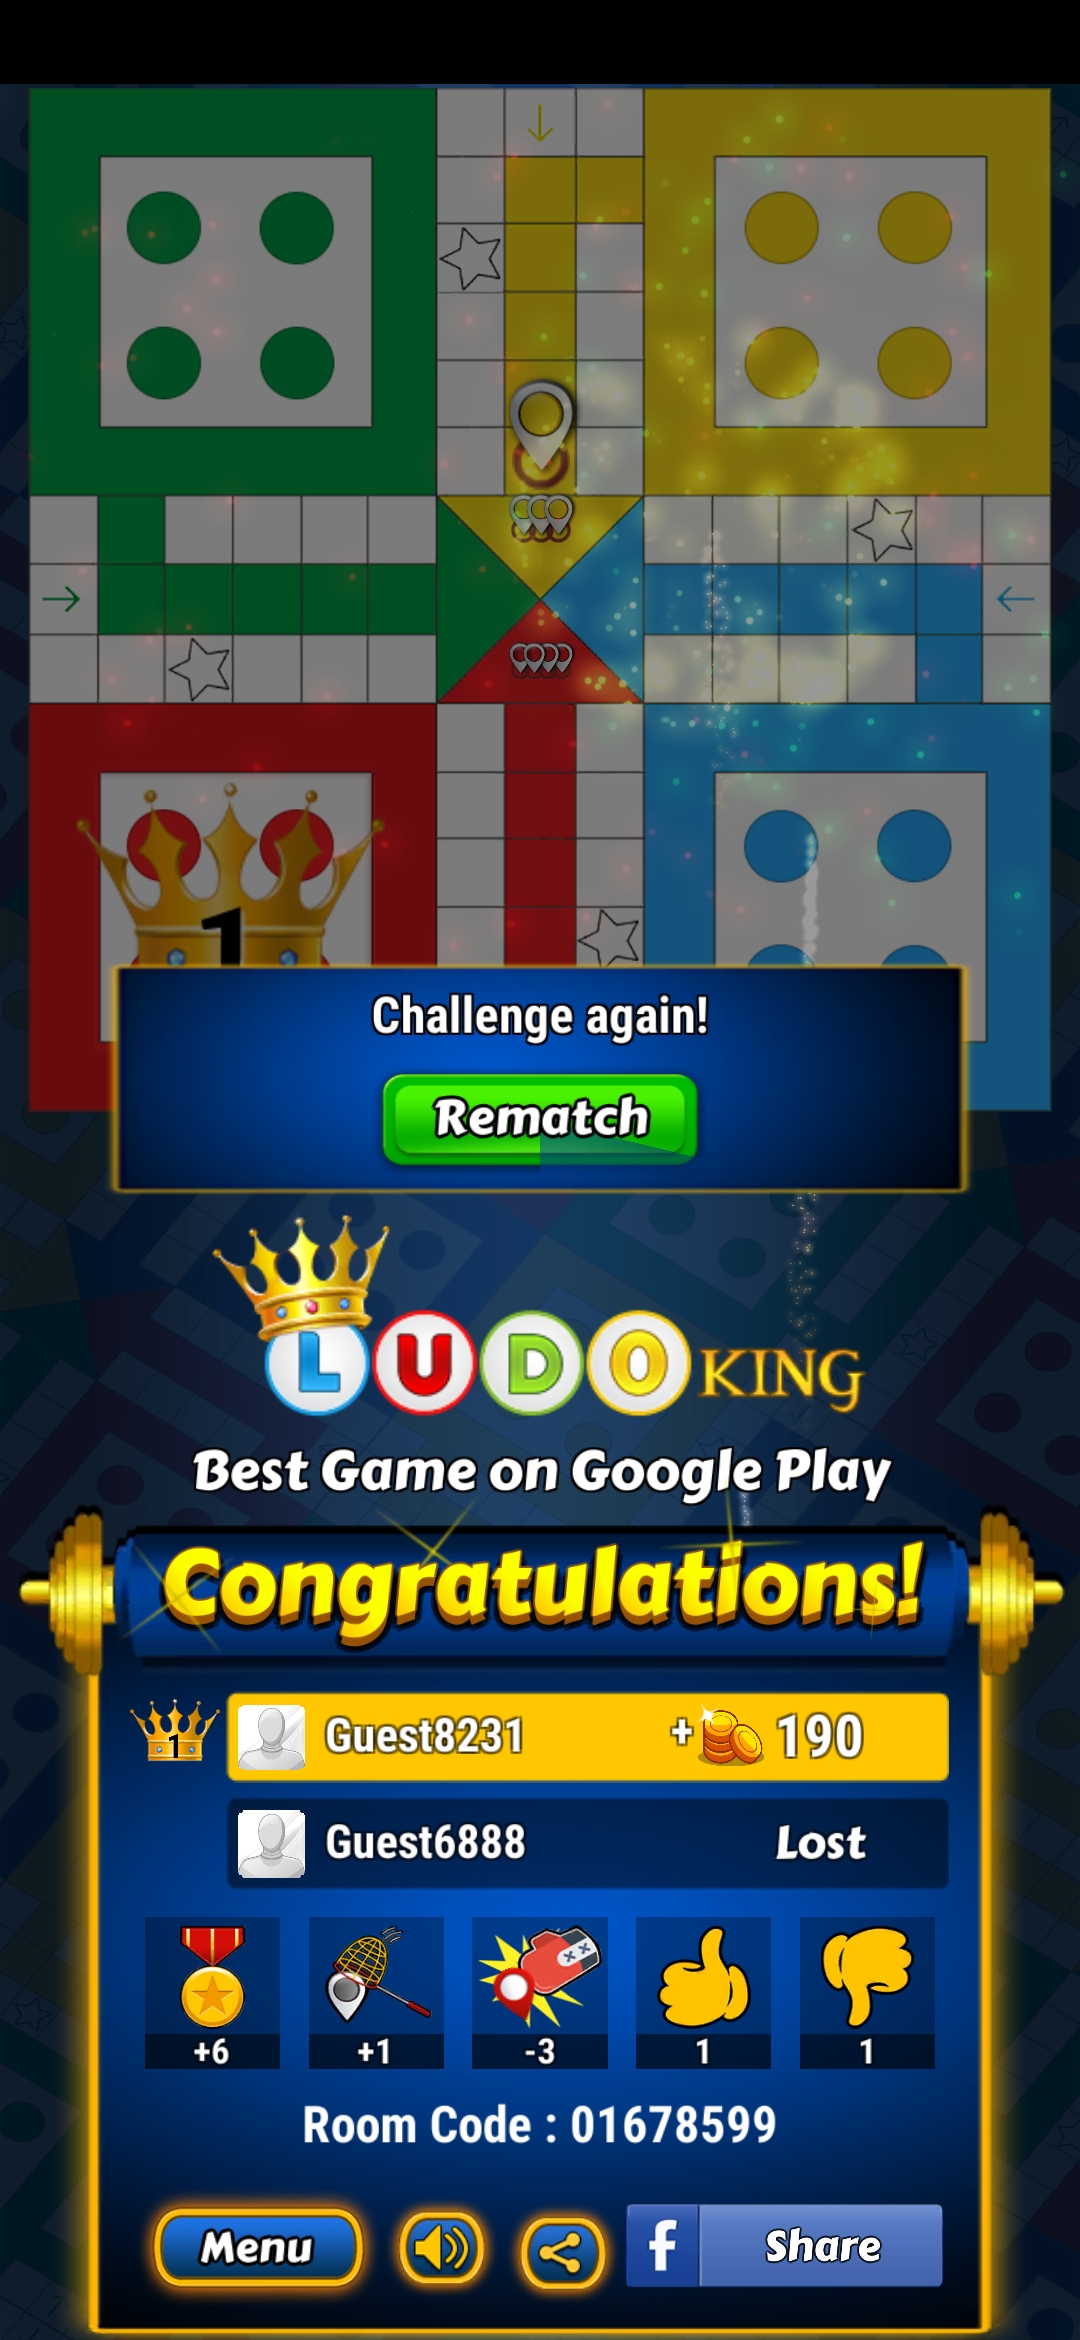 1
Challenge again!
Rematch
LUDO KING
Best Game on Google Play
Congratulations!
1 Guest8231 + 190
Guest6888 Lost
+6 +1 -3 1 1
Room Code : 01678599
Menu f Share